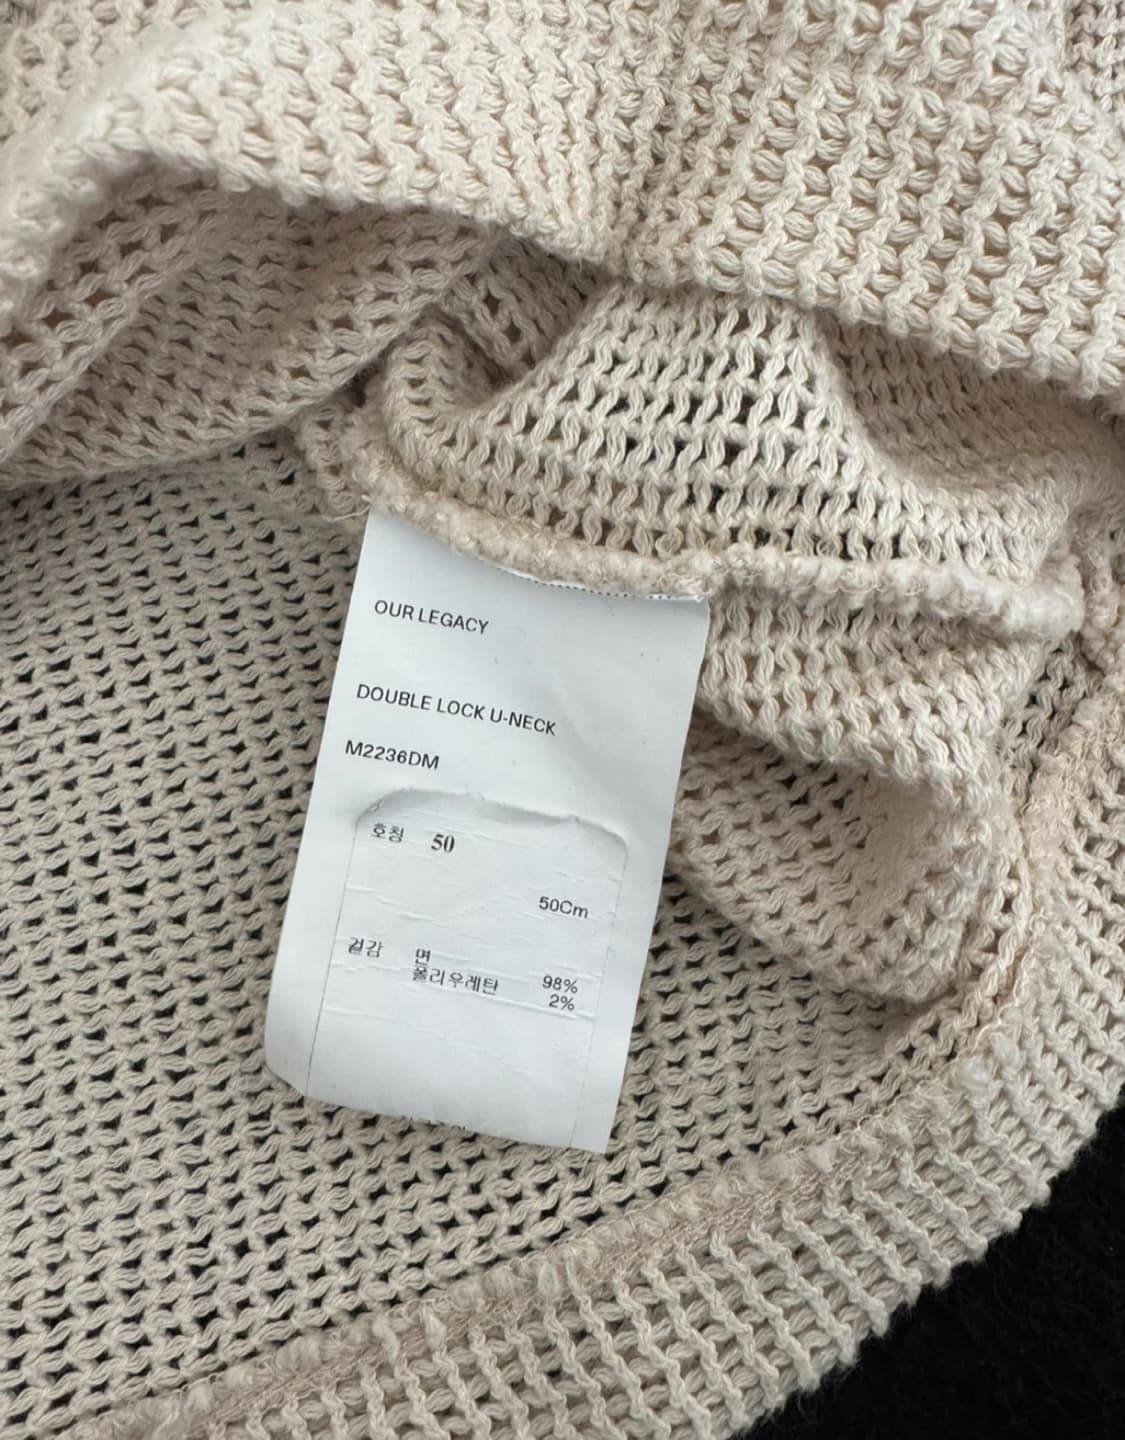 OUR LEGACY
DOUBLE LOCK U-NECK
M2236DM
호칭 50
50Cm
겉감 면 98%
폴리우레탄 2%